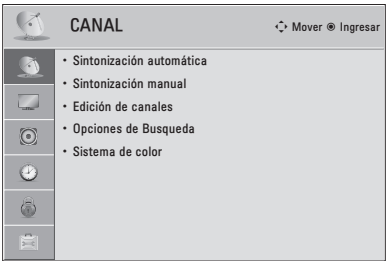 CANAL
Mover Ingresar
• Sintonización automática
• Sintonización manual
• Edición de canales
• Opciones de Busqueda
• Sistema de color